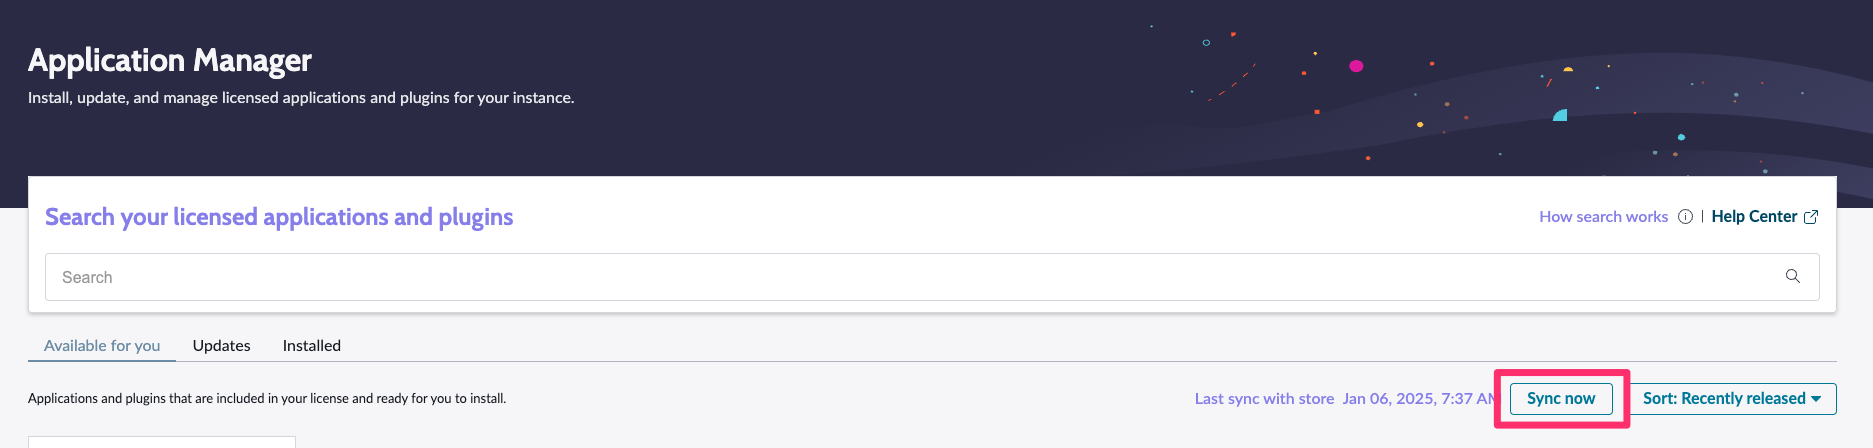 Application Manager
Install, update, and manage licensed applications and plugins for your instance.
Search your licensed applications and plugins
How search works | Help Center
Search
Available for you Updates Installed
Applications and plugins that are included in your license and ready for you to install.
Last sync with store Jan 06, 2025, 7:37 AM Sync now Sort: Recently released